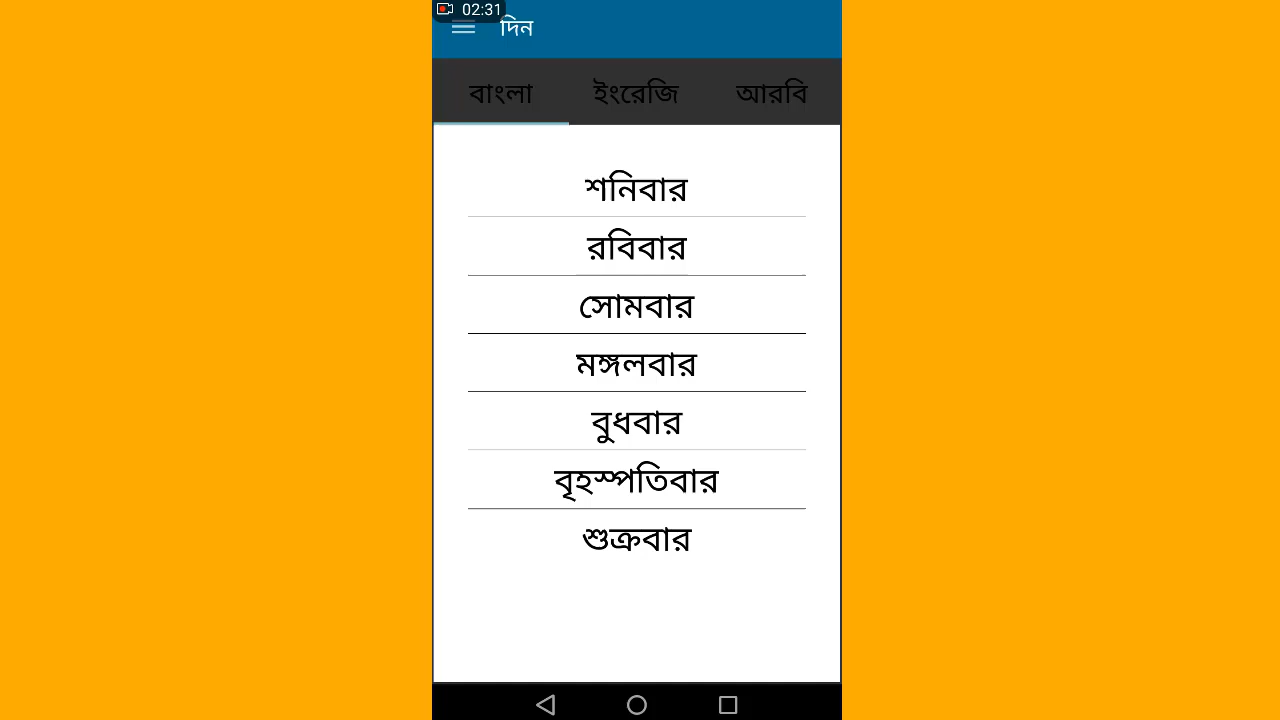 02:31
দিন
বাংলা ইংরেজি আরবি
শনিবার
রবিবার
সোমবার
মঙ্গলবার
বুধবার
বৃহস্পতিবার
শুক্রবার